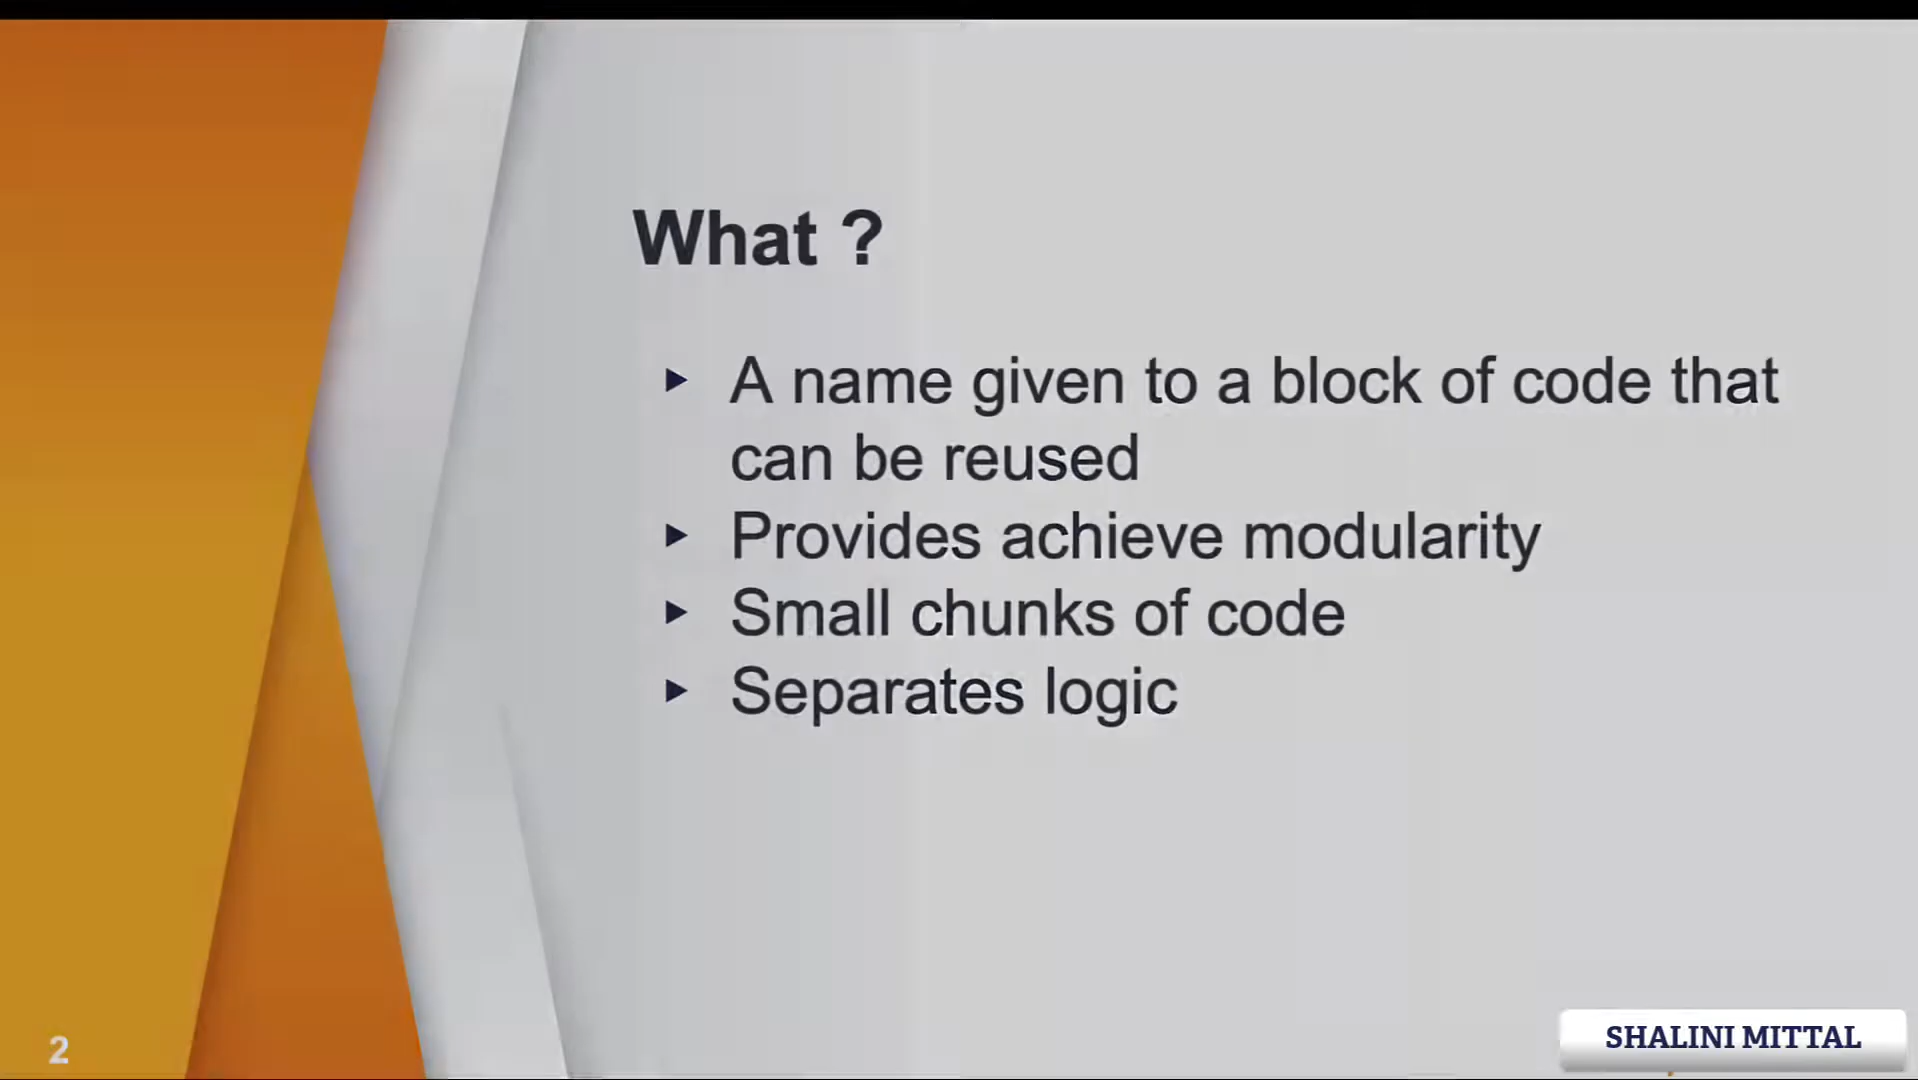 What ?
A name given to a block of code that
can be reused
Provides achieve modularity
Small chunks of code
Separates logic
2
SHALINI MITTAL